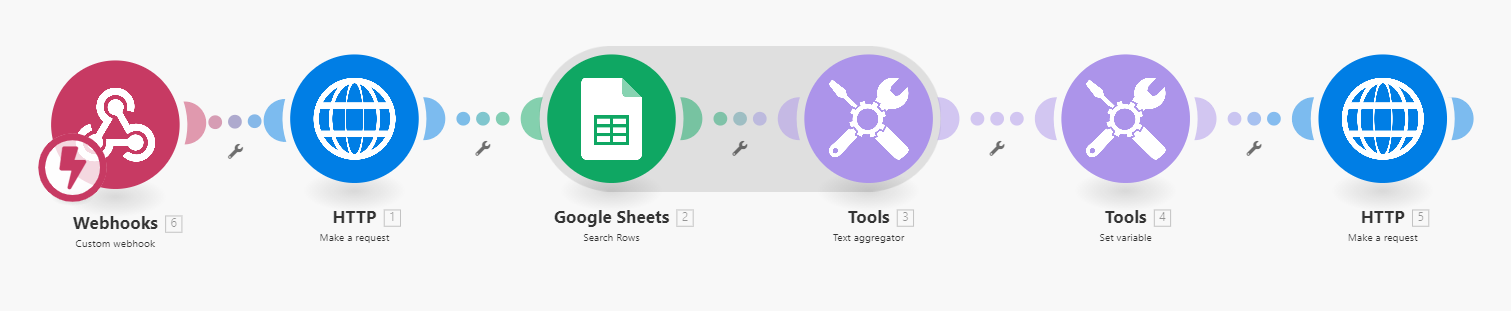 Webhooks 6
Custom webhook
HTTP 1
Make a request
Google Sheets 2
Search Rows
Tools 3
Text aggregator
Tools 4
Set variable
HTTP 5
Make a request